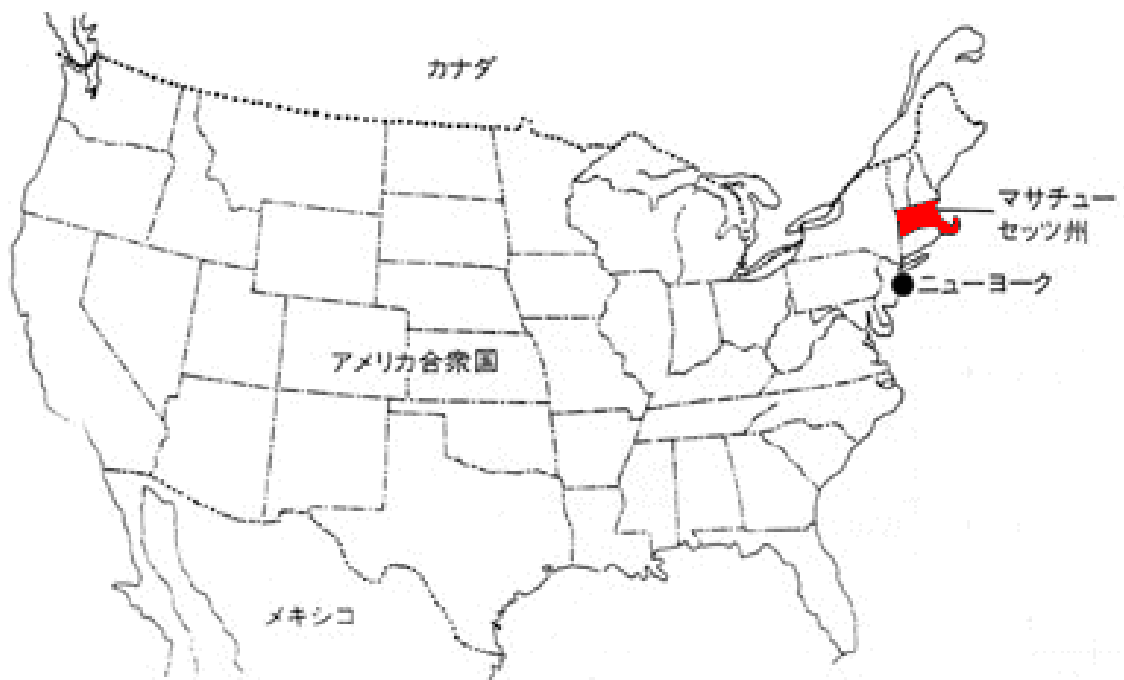 カナダ
マサチュー
セッツ州
ニューヨーク
アメリカ合衆国
メキシコ